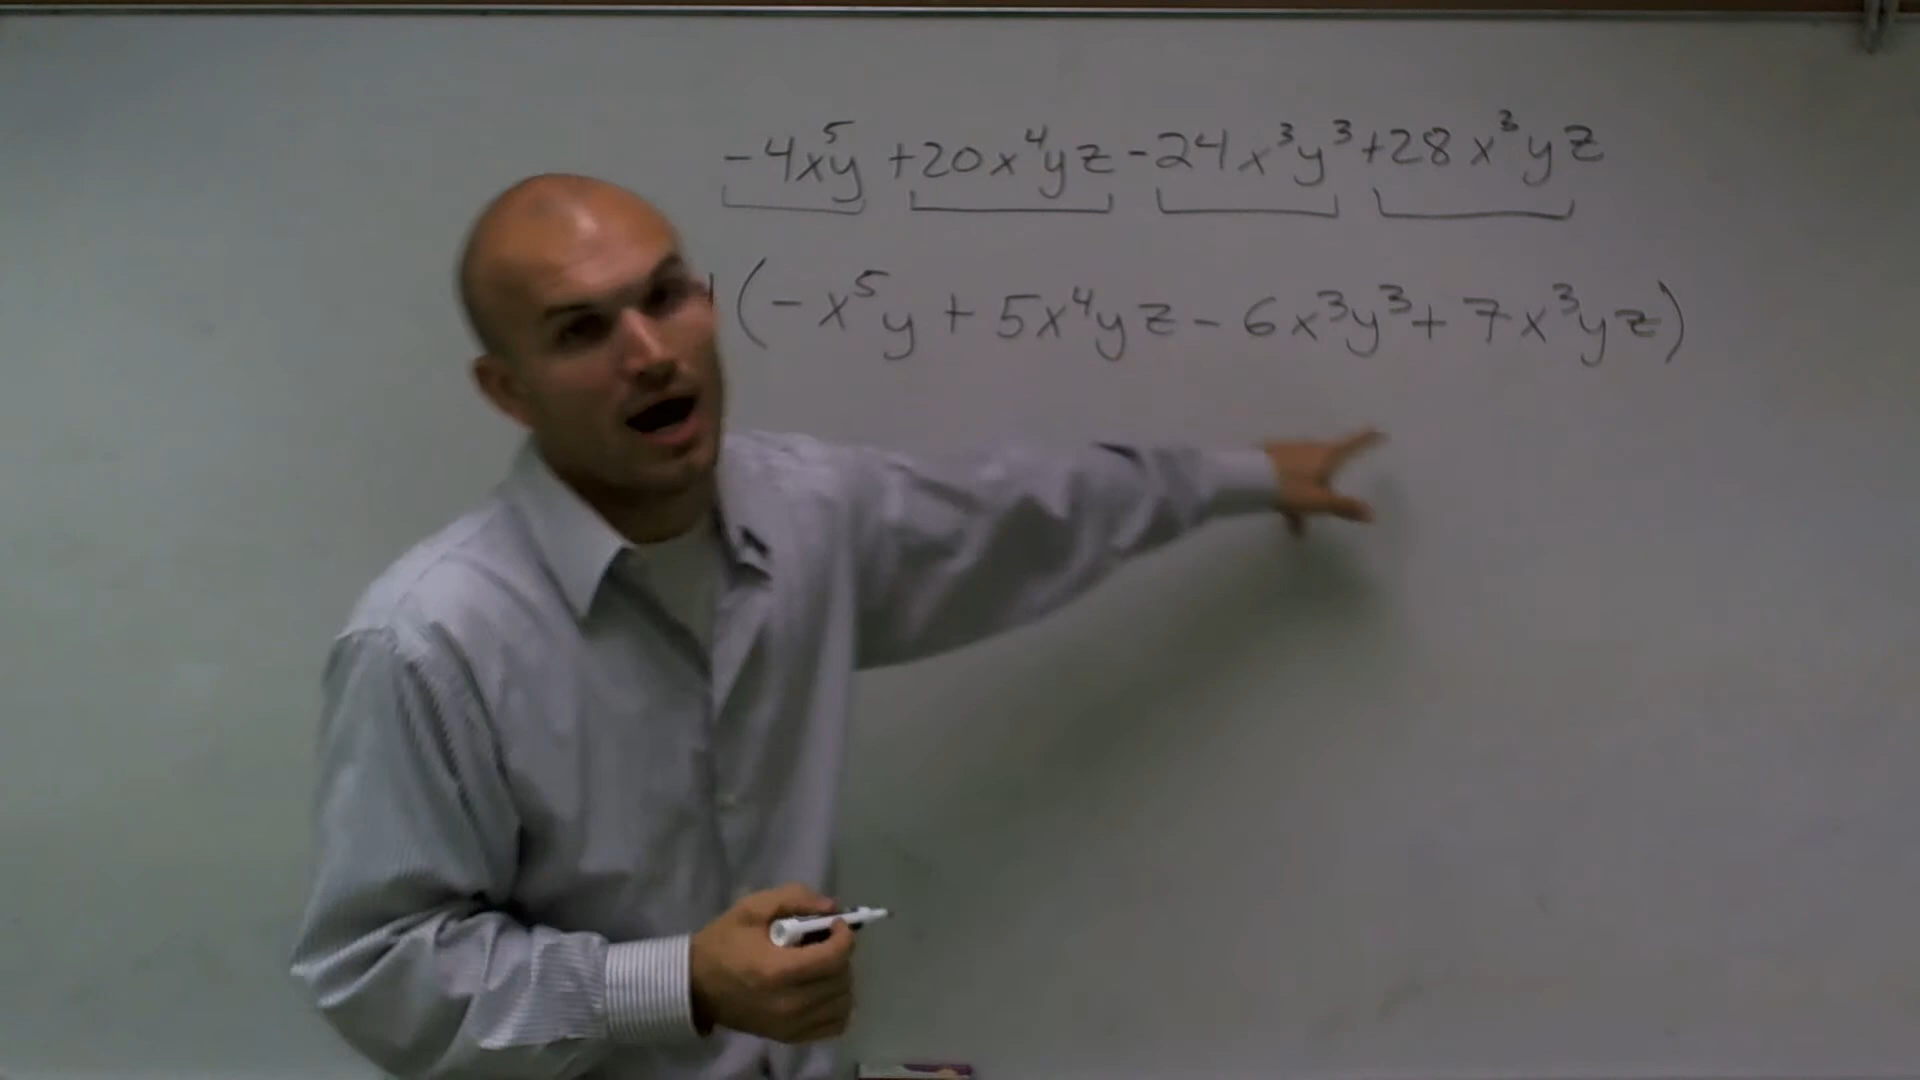 -4x⁵y +20x⁴yz -24x³y³ +28x³yz
(-x⁵y + 5x⁴yz - 6x³y³ + 7x³yz)